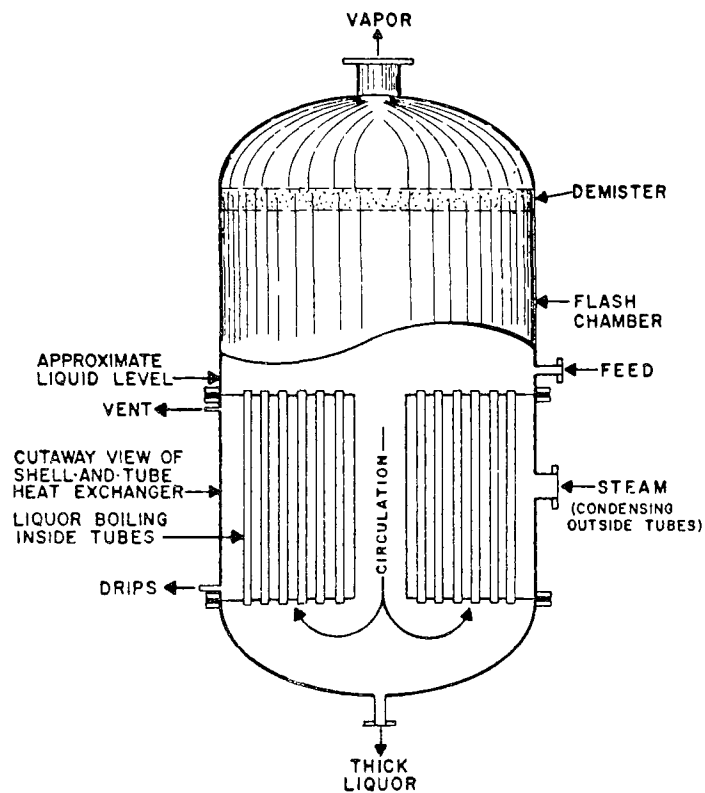 VAPOR
DEMISTER
FLASH
CHAMBER
APPROXIMATE
LIQUID LEVEL
FEED
VENT
CUTAWAY VIEW OF
SHELL-AND-TUBE
HEAT EXCHANGER
STEAM
(CONDENSING
OUTSIDE TUBES)
LIQUOR BOILING
INSIDE TUBES
CIRCULATION
DRIPS
THICK
LIQUOR